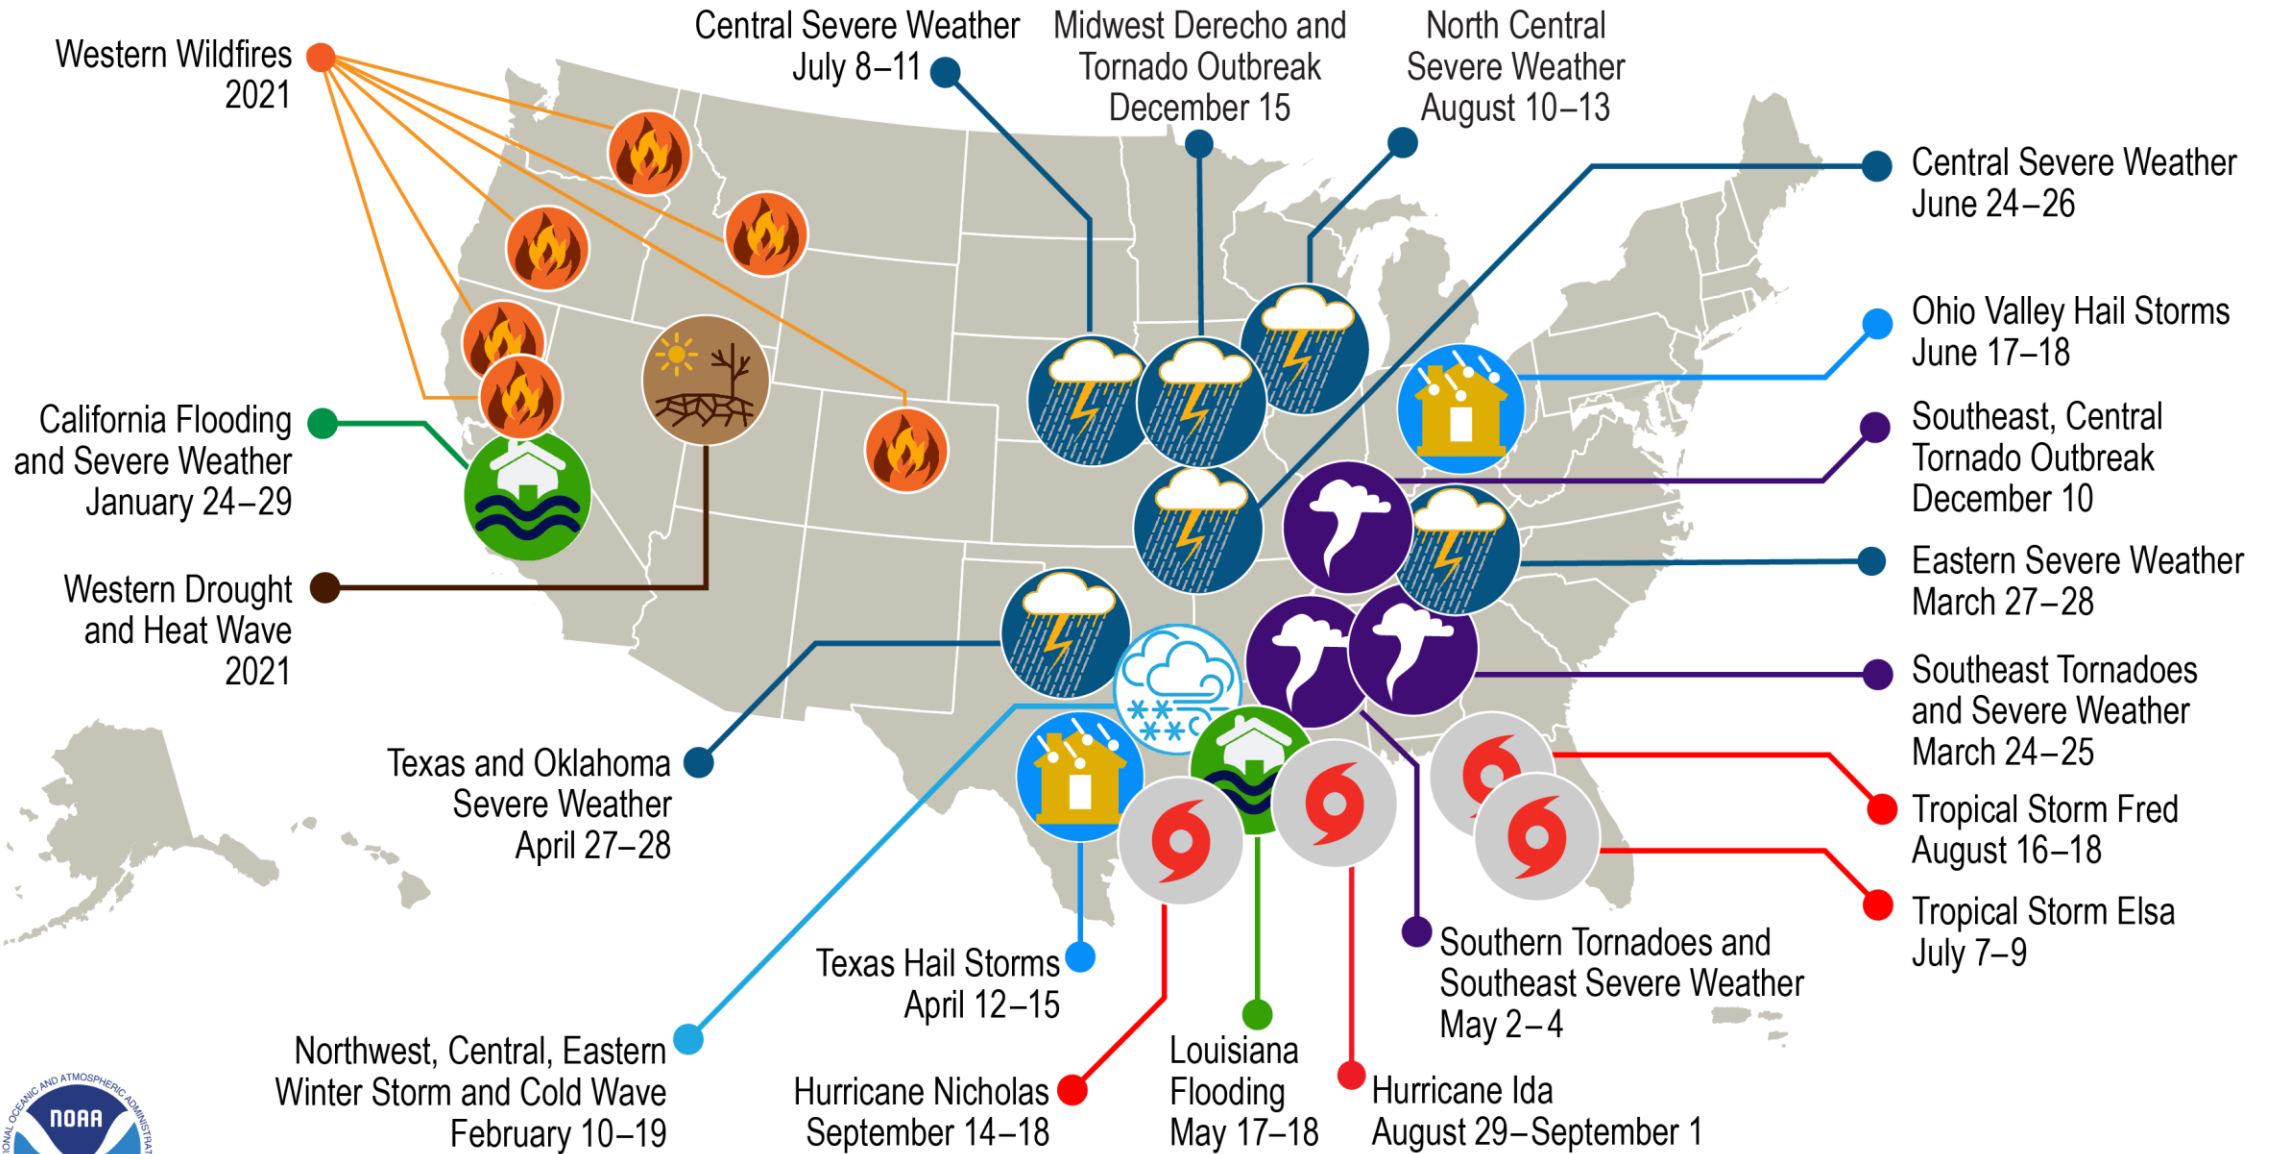 Western Wildfires
2021
Central Severe Weather
July 8–11
Midwest Derecho and
Tornado Outbreak
December 15
North Central
Severe Weather
August 10–13
Central Severe Weather
June 24–26
Ohio Valley Hail Storms
June 17–18
Southeast, Central
Tornado Outbreak
December 10
Eastern Severe Weather
March 27–28
Southeast Tornadoes
and Severe Weather
March 24–25
Tropical Storm Fred
August 16–18
Tropical Storm Elsa
July 7–9
California Flooding
and Severe Weather
January 24–29
Western Drought
and Heat Wave
2021
Texas and Oklahoma
Severe Weather
April 27–28
Texas Hail Storms
April 12–15
Southern Tornadoes and
Southeast Severe Weather
May 2–4
Northwest, Central, Eastern
Winter Storm and Cold Wave
February 10–19
Hurricane Nicholas
September 14–18
Louisiana
Flooding
May 17–18
Hurricane Ida
August 29–September 1
OCEANIC AND ATMOSPHERIC
NOAA